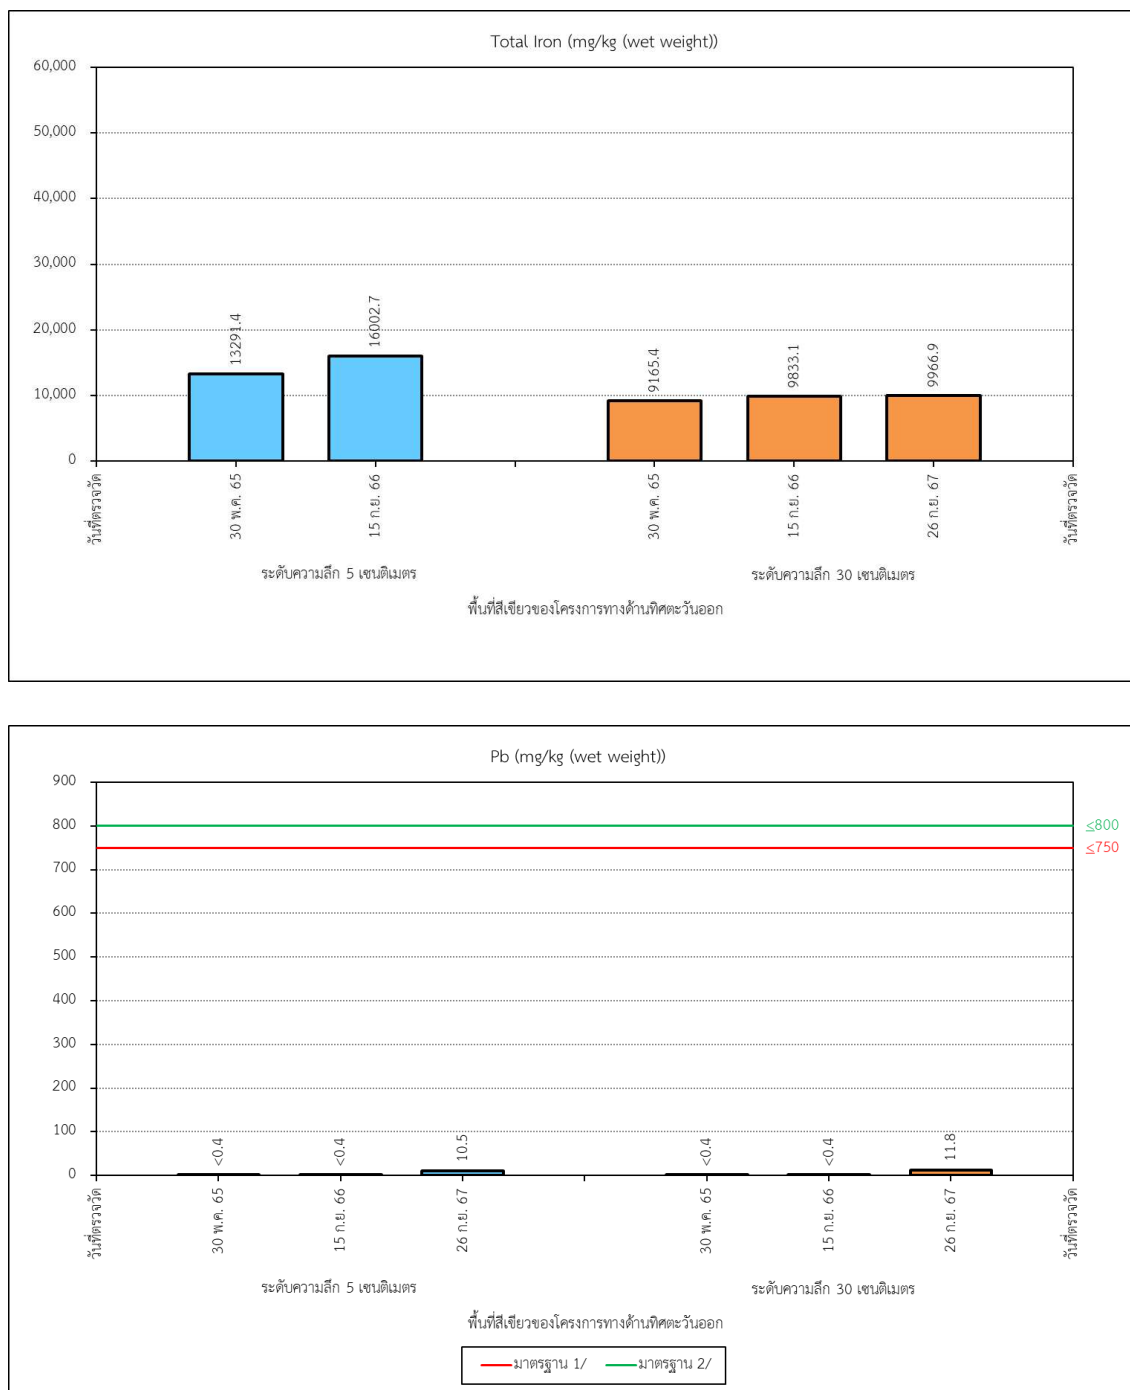 Total Iron (mg/kg (wet weight))
60,000
50,000
40,000
30,000
20,000
10,000
0
13291.4
16002.7
9165.4
9833.1
9966.9
วันที่ตรวจวัด
30 พ.ค. 65
15 ก.ย. 66
30 พ.ค. 65
15 ก.ย. 66
26 ก.ย. 67
วันที่ตรวจวัด
ระดับความลึก 5 เซนติเมตร
ระดับความลึก 30 เซนติเมตร
พื้นที่สีเขียวของโครงการทางด้านทิศตะวันออก
Pb (mg/kg (wet weight))
900
800
700
600
500
400
300
200
100
0
≤800
≤750
<0.4
<0.4
10.5
<0.4
<0.4
11.8
วันที่ตรวจวัด
30 พ.ค. 65
15 ก.ย. 66
26 ก.ย. 67
30 พ.ค. 65
15 ก.ย. 66
26 ก.ย. 67
วันที่ตรวจวัด
ระดับความลึก 5 เซนติเมตร
ระดับความลึก 30 เซนติเมตร
พื้นที่สีเขียวของโครงการทางด้านทิศตะวันออก
มาตรฐาน 1/ มาตรฐาน 2/